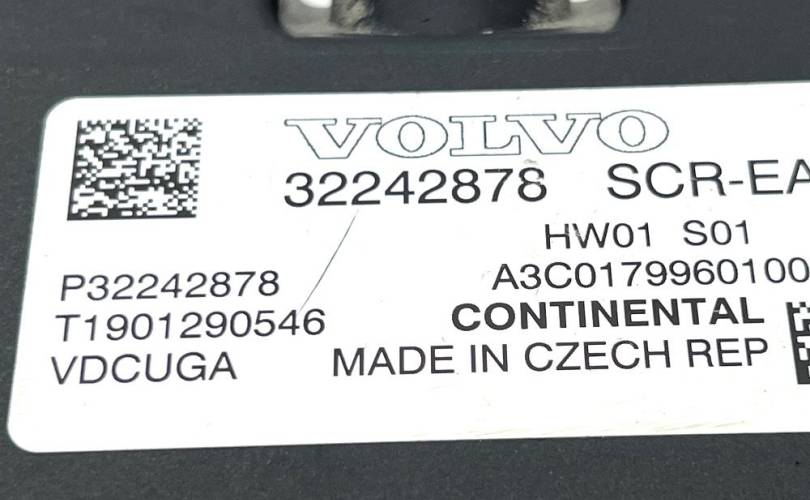 VOLVO
32242878 SCR-EA
HW01 S01
P32242878
A3C0179960100
T1901290546
CONTINENTAL
VDCUGA
MADE IN CZECH REP